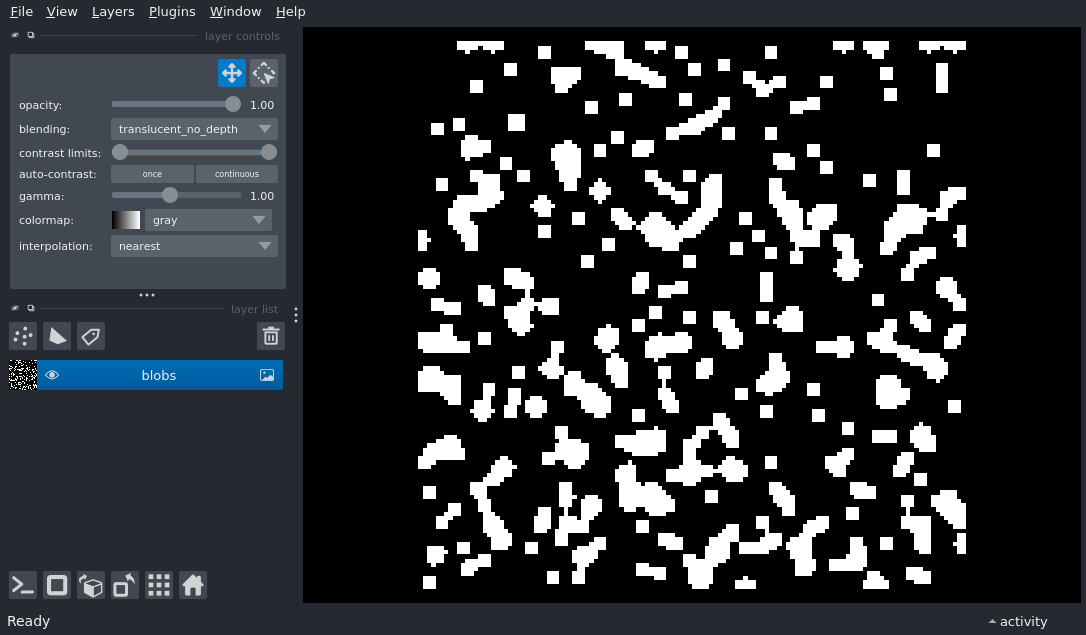 File View Layers Plugins Window Help
layer controls
opacity: 1.00
blending: translucent_no_depth
contrast limits:
auto-contrast: once continuous
gamma: 1.00
colormap: gray
interpolation: nearest
layer list
blobs
Ready activity